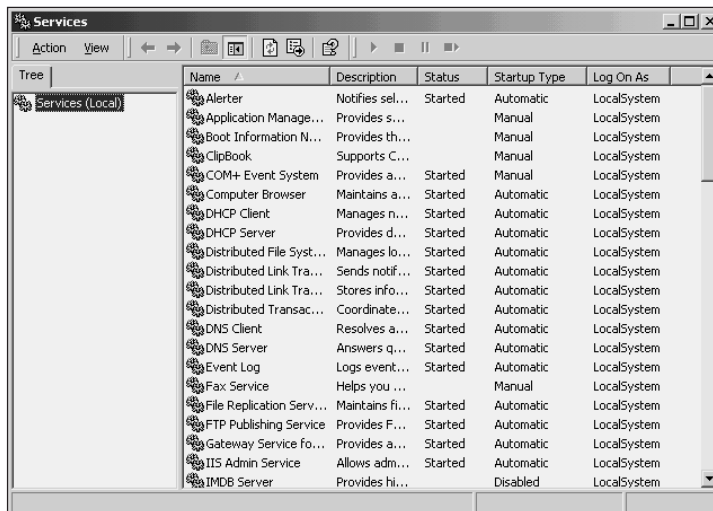 Services
Action View
Tree
Services (Local)
Name Description Status Startup Type Log On As
Alerter Notifies sel... Started Automatic LocalSystem
Application Manage... Provides s... Manual LocalSystem
Boot Information N... Provides th... Manual LocalSystem
ClipBook Supports C... Manual LocalSystem
COM+ Event System Provides a... Started Manual LocalSystem
Computer Browser Maintains a... Started Automatic LocalSystem
DHCP Client Manages n... Started Automatic LocalSystem
DHCP Server Provides d... Started Automatic LocalSystem
Distributed File Syst... Manages lo... Started Automatic LocalSystem
Distributed Link Tra... Sends notif... Started Automatic LocalSystem
Distributed Link Tra... Stores info... Started Automatic LocalSystem
Distributed Transac... Coordinate... Started Automatic LocalSystem
DNS Client Resolves a... Started Automatic LocalSystem
DNS Server Answers q... Started Automatic LocalSystem
Event Log Logs event... Started Automatic LocalSystem
Fax Service Helps you ... Manual LocalSystem
File Replication Serv... Maintains fi... Started Automatic LocalSystem
FTP Publishing Service Provides F... Started Automatic LocalSystem
Gateway Service fo... Provides a... Started Automatic LocalSystem
IIS Admin Service Allows adm... Started Automatic LocalSystem
IMDB Server Provides hi... Disabled LocalSystem